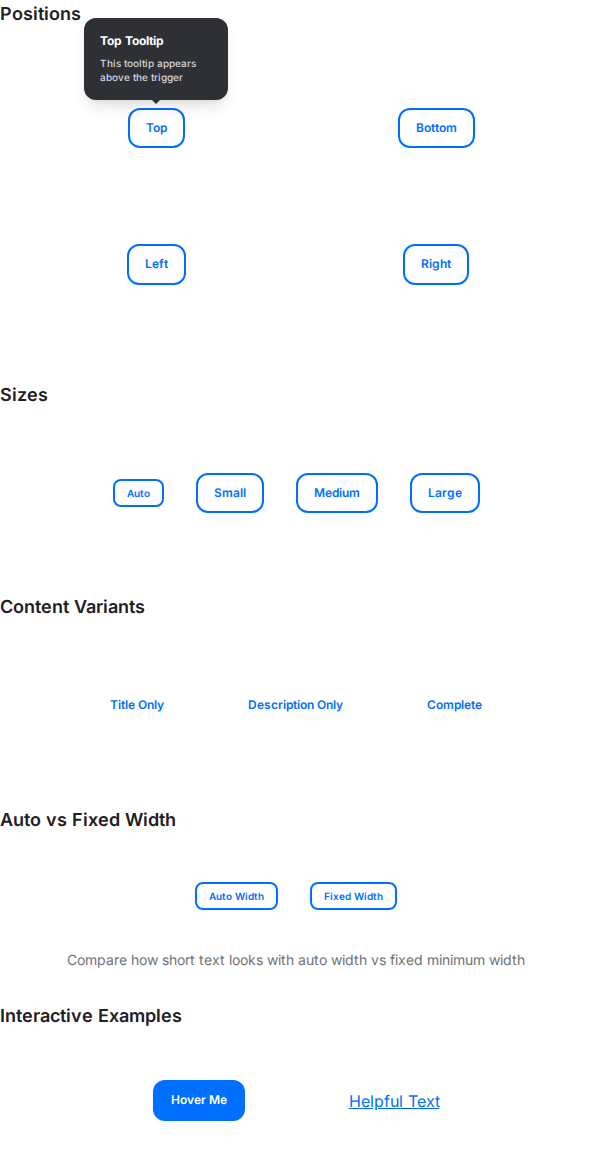 Positions
Top Tooltip
This tooltip appears
above the trigger
Top
Bottom
Left
Right
Sizes
Auto
Small
Medium
Large
Content Variants
Title Only
Description Only
Complete
Auto vs Fixed Width
Auto Width
Fixed Width
Compare how short text looks with auto width vs fixed minimum width
Interactive Examples
Hover Me
Helpful Text